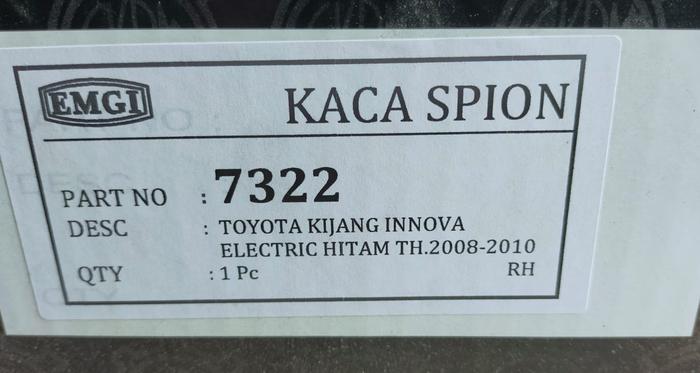 EMGI KACA SPION
PART NO : 7322
DESC : TOYOTA KIJANG INNOVA
ELECTRIC HITAM TH.2008-2010
QTY : 1 Pc RH